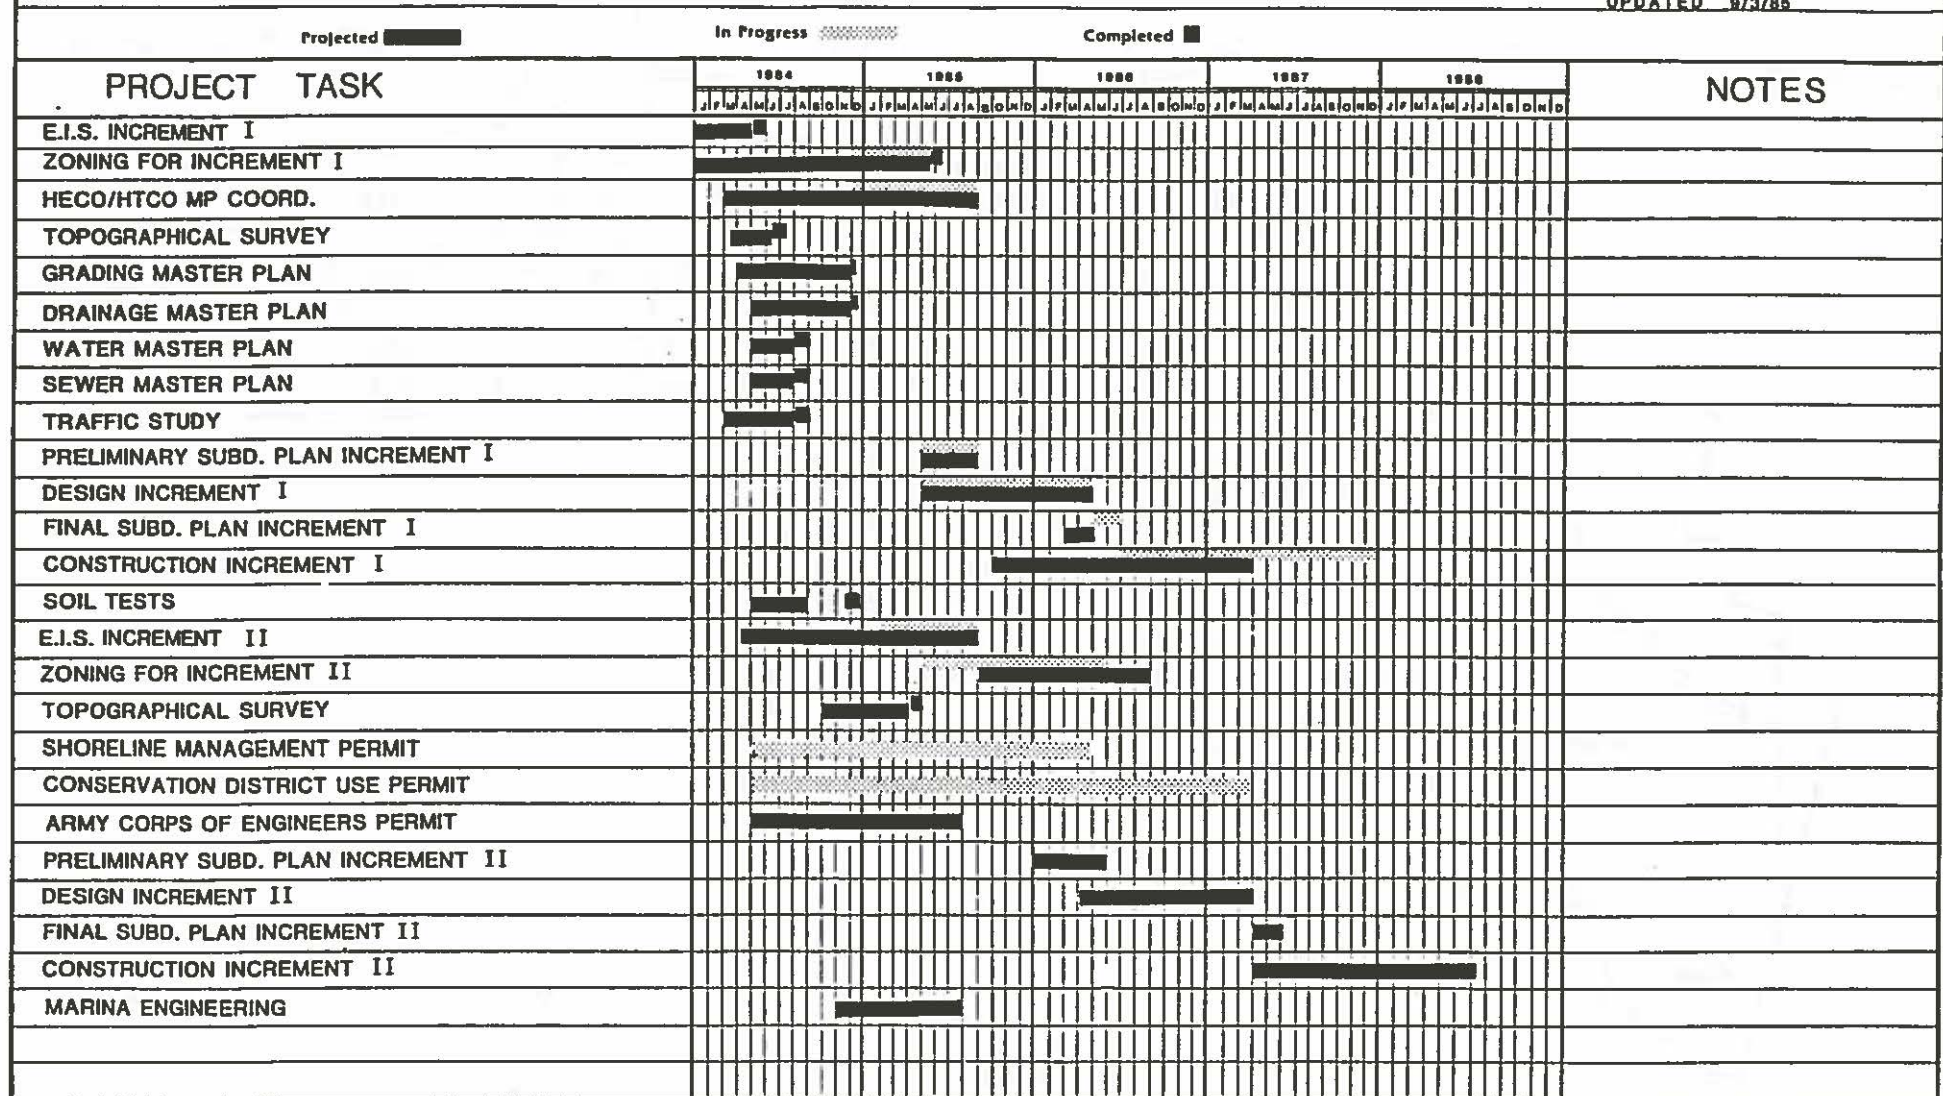 UPDATED 9/3/85
Projected In Progress Completed
PROJECT TASK 1984 1985 1986 1987 1988 NOTES
J F M A M J J A S O N D J F M A M J J A S O N D J F M A M J J A S O N D J F M A M J J A S O N D J F M A M J J A S O N D
E.I.S. INCREMENT I
ZONING FOR INCREMENT I
HECO/HTCO MP COORD.
TOPOGRAPHICAL SURVEY
GRADING MASTER PLAN
DRAINAGE MASTER PLAN
WATER MASTER PLAN
SEWER MASTER PLAN
TRAFFIC STUDY
PRELIMINARY SUBD. PLAN INCREMENT I
DESIGN INCREMENT I
FINAL SUBD. PLAN INCREMENT I
CONSTRUCTION INCREMENT I
SOIL TESTS
E.I.S. INCREMENT II
ZONING FOR INCREMENT II
TOPOGRAPHICAL SURVEY
SHORELINE MANAGEMENT PERMIT
CONSERVATION DISTRICT USE PERMIT
ARMY CORPS OF ENGINEERS PERMIT
PRELIMINARY SUBD. PLAN INCREMENT II
DESIGN INCREMENT II
FINAL SUBD. PLAN INCREMENT II
CONSTRUCTION INCREMENT II
MARINA ENGINEERING